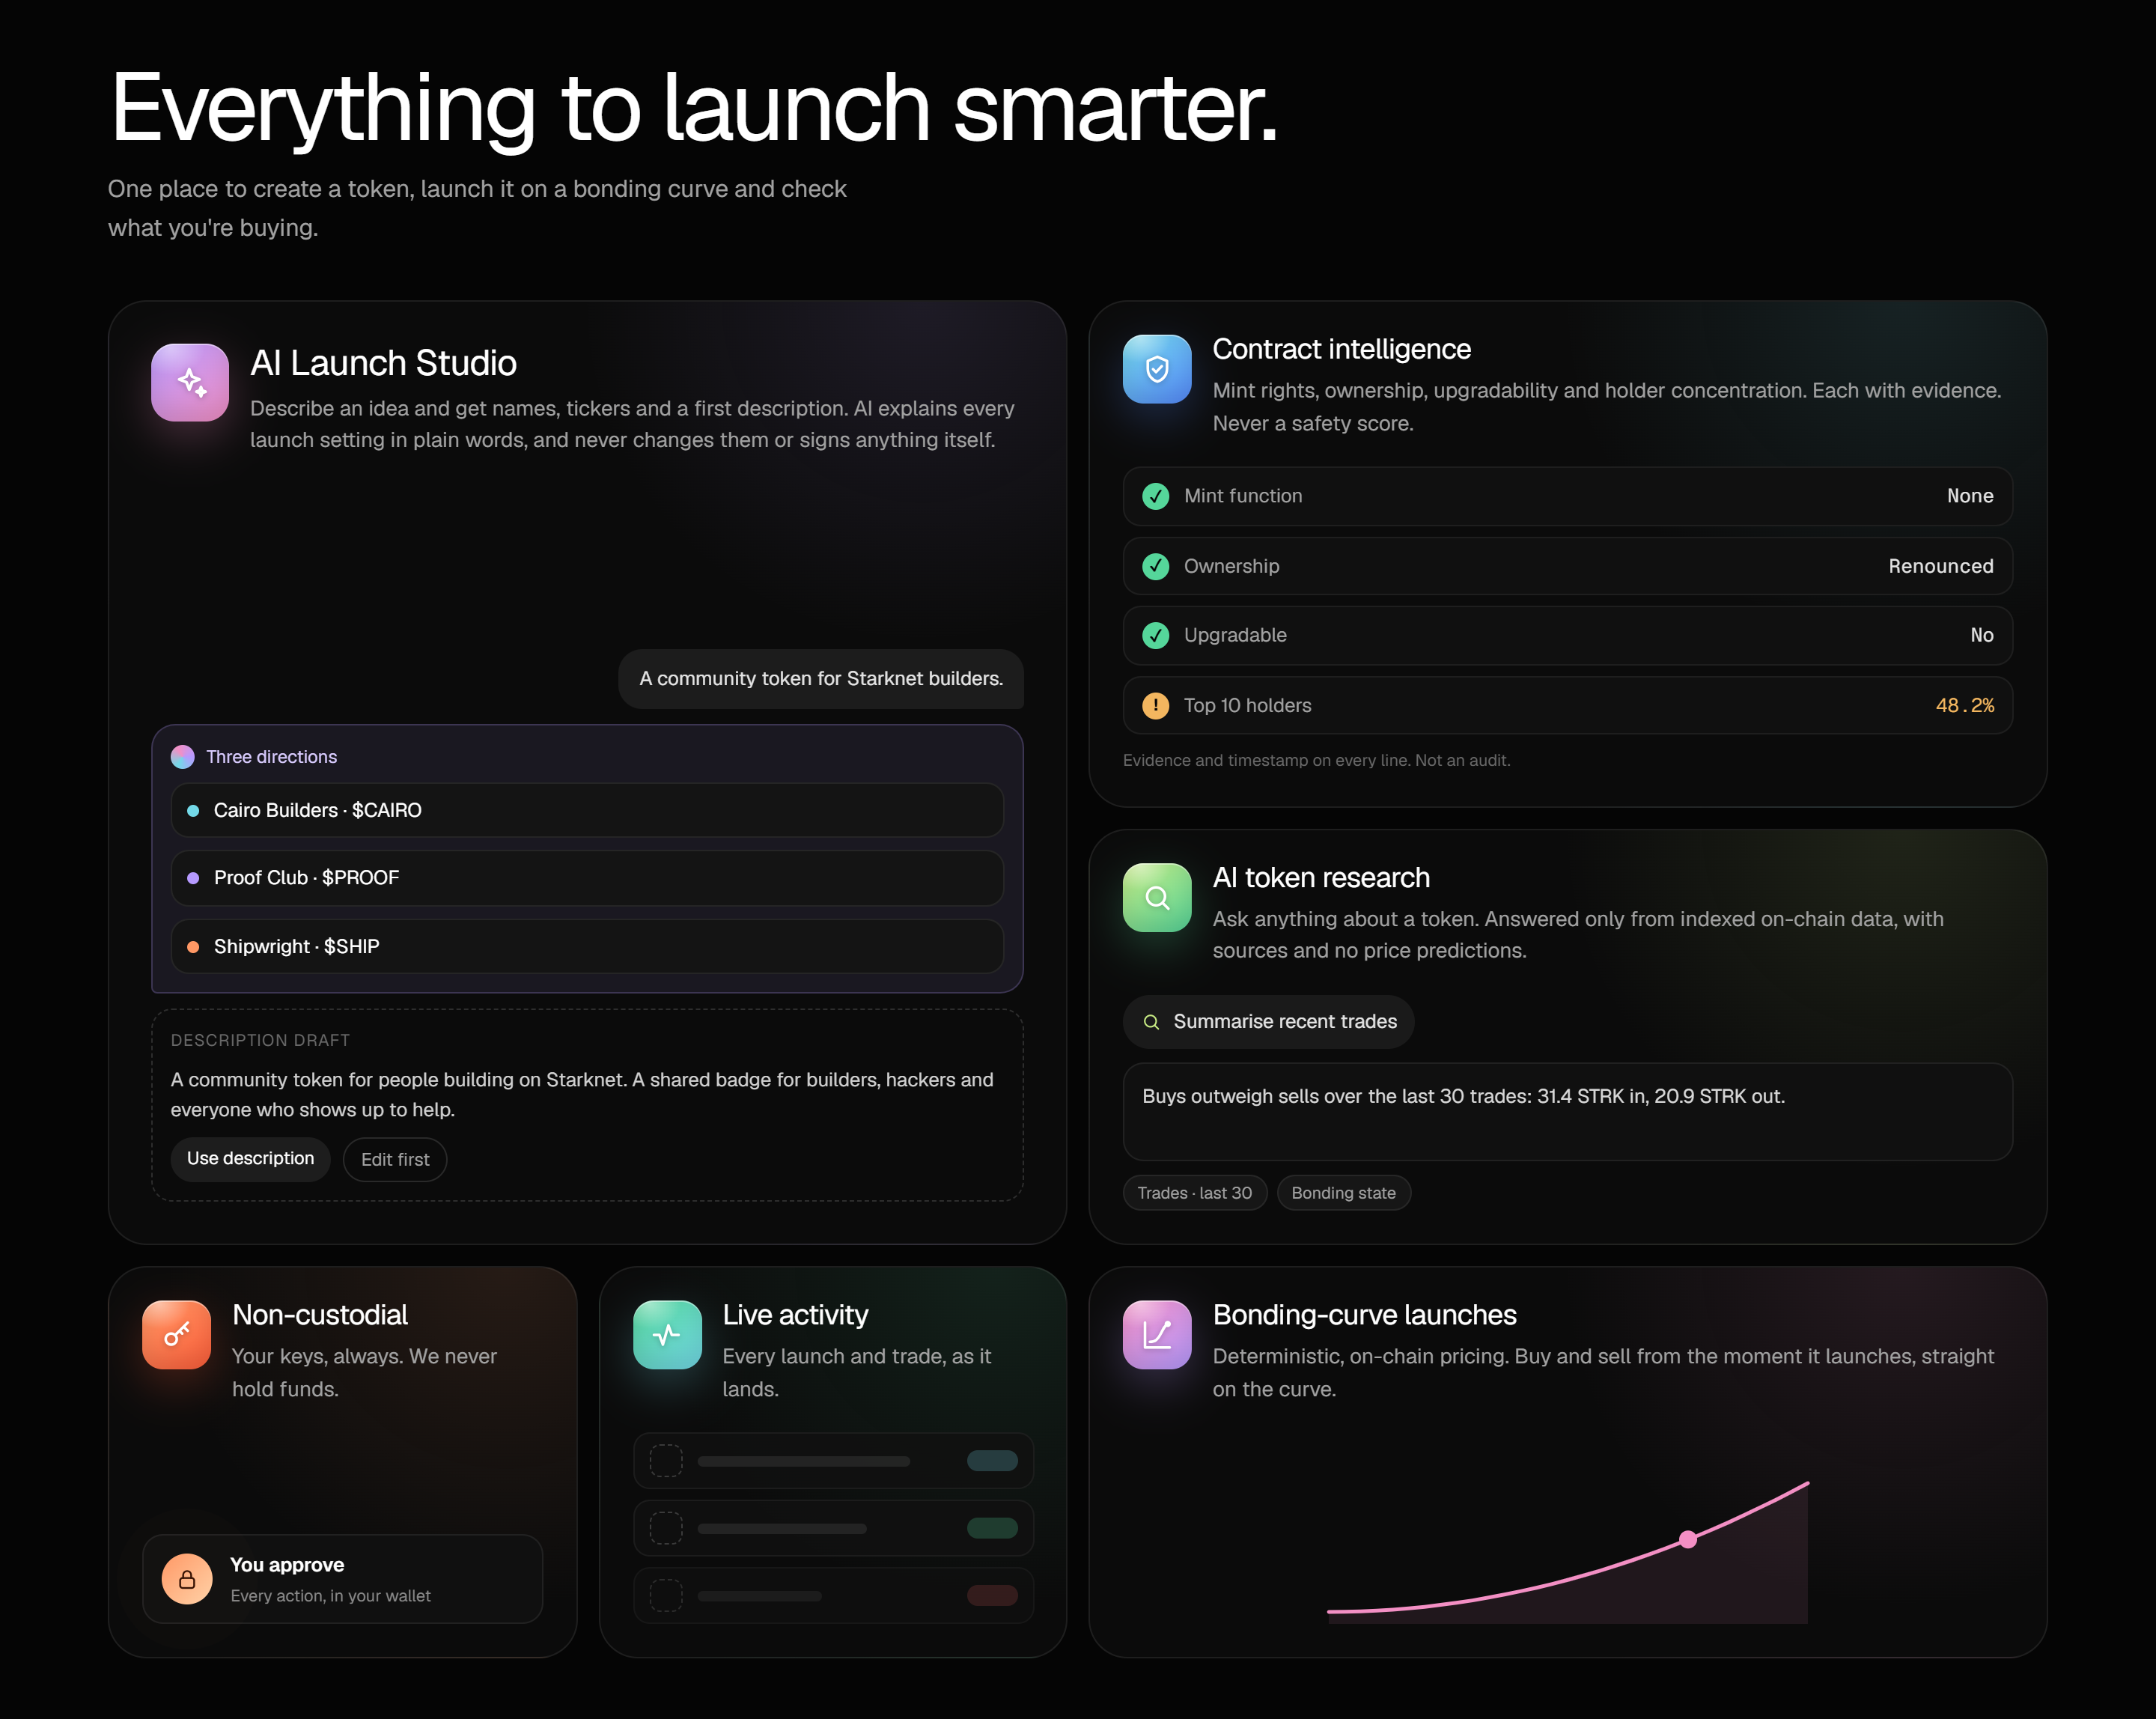 Everything to launch smarter.
One place to create a token, launch it on a bonding curve and check
what you're buying.
AI Launch Studio
Describe an idea and get names, tickers and a first description. AI explains every
launch setting in plain words, and never changes them or signs anything itself.
A community token for Starknet builders.
Three directions
Cairo Builders · $CAIRO
Proof Club · $PROOF
Shipwright · $SHIP
DESCRIPTION DRAFT
A community token for people building on Starknet. A shared badge for builders, hackers and
everyone who shows up to help.
Use description
Edit first
Contract intelligence
Mint rights, ownership, upgradability and holder concentration. Each with evidence.
Never a safety score.
Mint function None
Ownership Renounced
Upgradable No
! Top 10 holders 48.2%
Evidence and timestamp on every line. Not an audit.
AI token research
Ask anything about a token. Answered only from indexed on-chain data, with
sources and no price predictions.
Summarise recent trades
Buys outweigh sells over the last 30 trades: 31.4 STRK in, 20.9 STRK out.
Trades · last 30
Bonding state
Non-custodial
Your keys, always. We never
hold funds.
You approve
Every action, in your wallet
Live activity
Every launch and trade, as it
lands.
Bonding-curve launches
Deterministic, on-chain pricing. Buy and sell from the moment it launches, straight
on the curve.